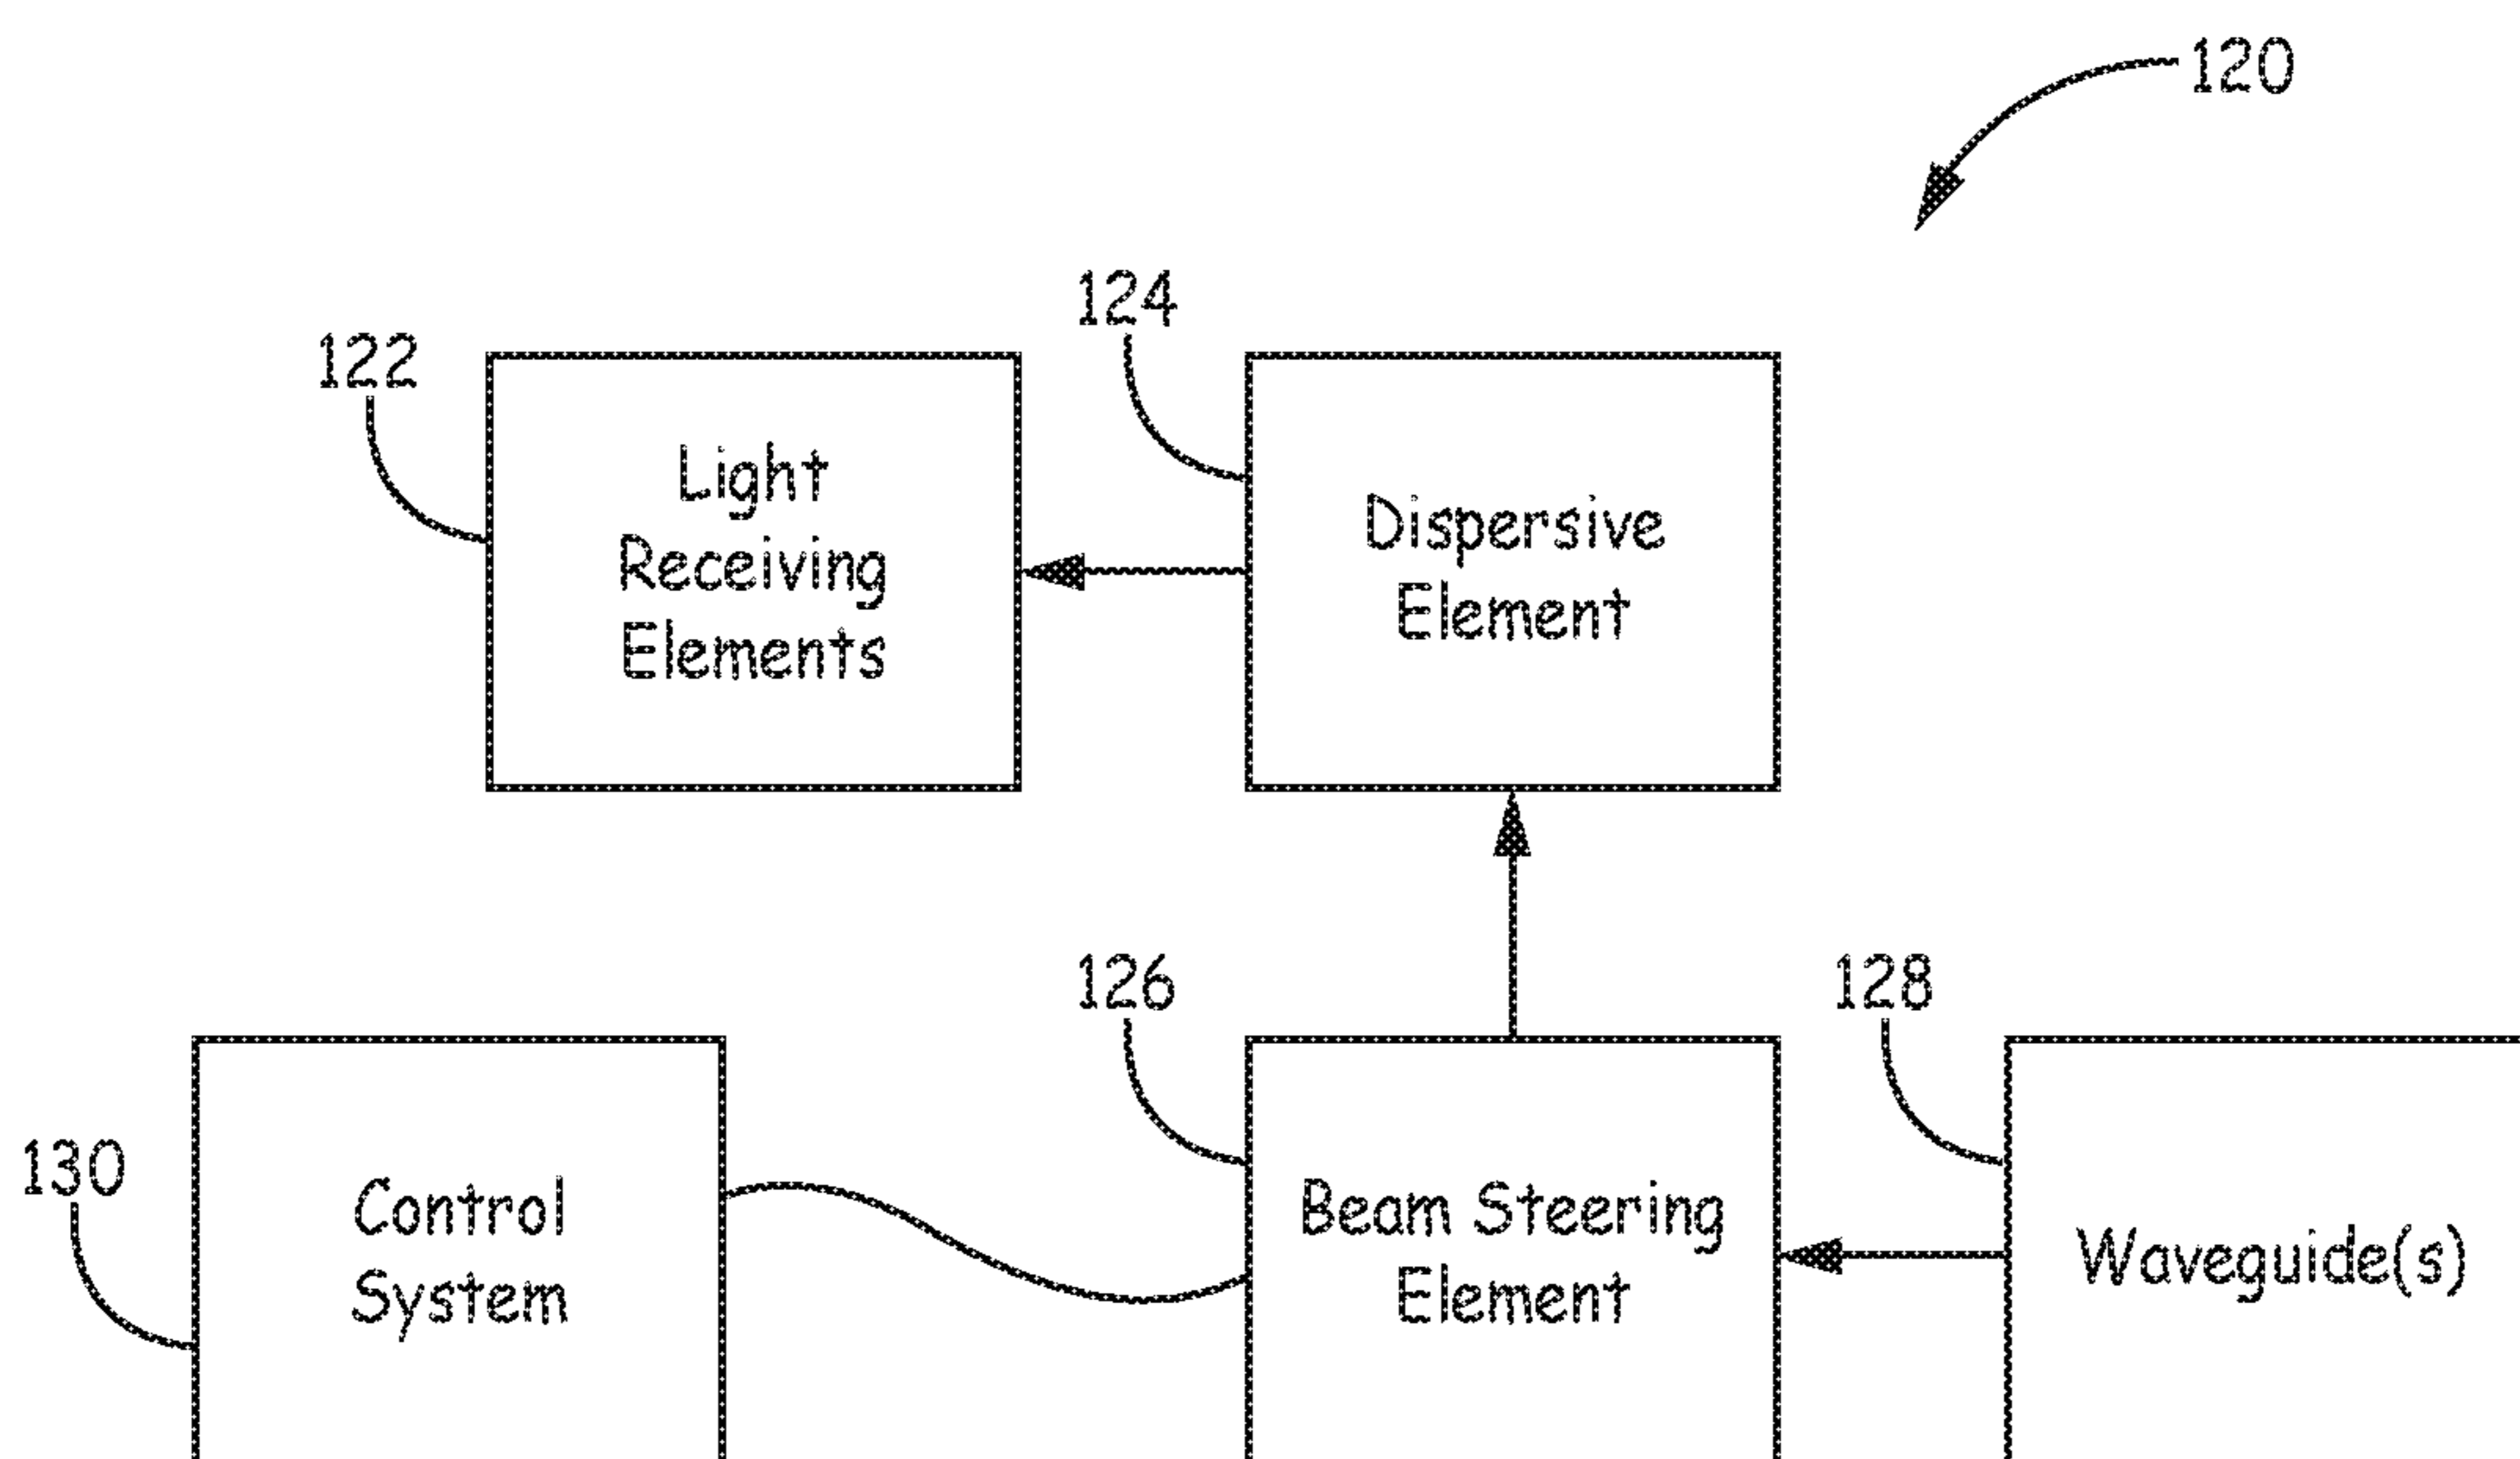 120
124
122
Light
Receiving
Elements
Dispersive
Element
126
128
130
Control
System
Beam Steering
Element
Waveguide(s)